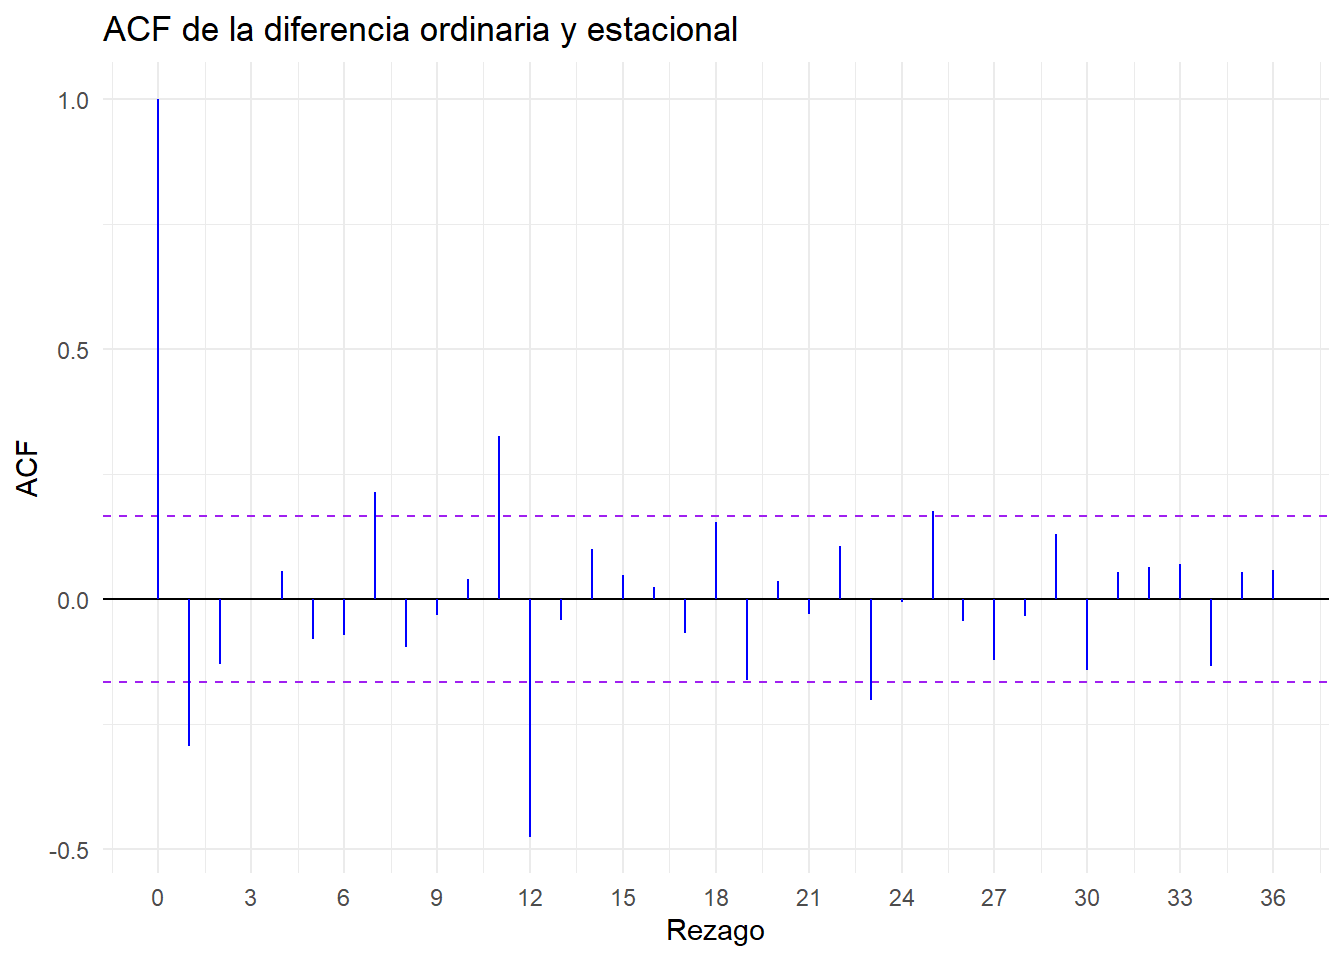 ACF de la diferencia ordinaria y estacional
1.0
0.5
0.0
-0.5
ACF
0 3 6 9 12 15 18 21 24 27 30 33 36
Rezago